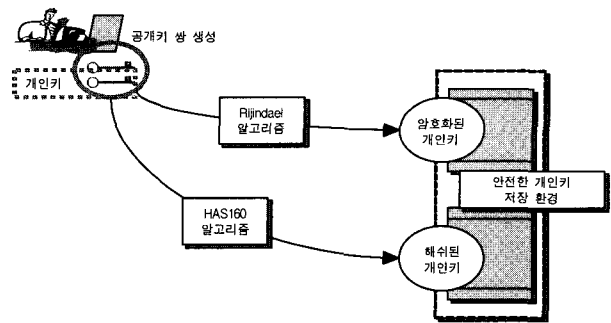 공개키 쌍 생성
개인키
Rijindael
알고리즘
암호화된
개인키
안전한 개인키
저장 환경
HAS160
알고리즘
해쉬된
개인키